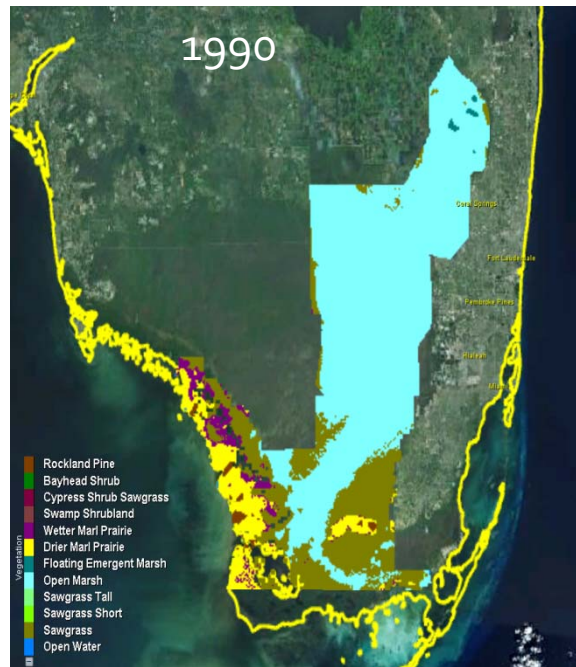 1990
Coral Springs
Fort Lauderdale
Pembroke Pines
Hialeah
Miami
Vegetation
Rockland Pine
Bayhead Shrub
Cypress Shrub Sawgrass
Swamp Shrubland
Wetter Marl Prairie
Drier Marl Prairie
Floating Emergent Marsh
Open Marsh
Sawgrass Tall
Sawgrass Short
Sawgrass
Open Water